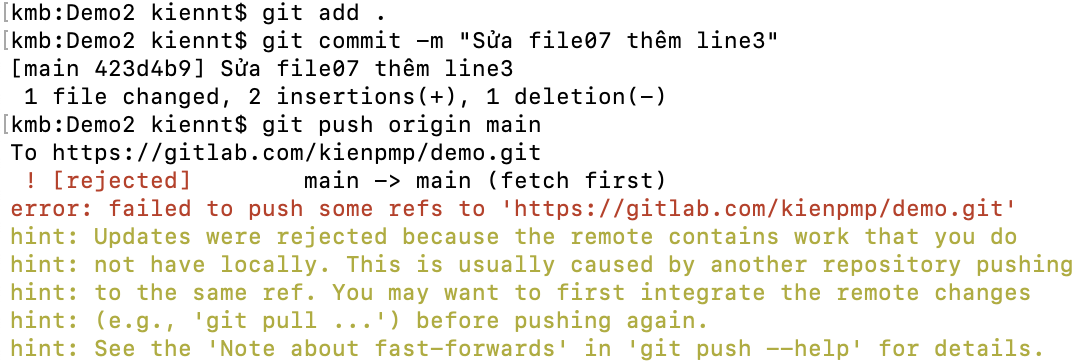 [kmb:Demo2 kiennt$ git add .
[kmb:Demo2 kiennt$ git commit -m "Sửa file07 thêm line3"
[main 423d4b9] Sửa file07 thêm line3
 1 file changed, 2 insertions(+), 1 deletion(-)
[kmb:Demo2 kiennt$ git push origin main
To https://gitlab.com/kienpmp/demo.git
 ! [rejected]        main -> main (fetch first)
error: failed to push some refs to 'https://gitlab.com/kienpmp/demo.git'
hint: Updates were rejected because the remote contains work that you do
hint: not have locally. This is usually caused by another repository pushing
hint: to the same ref. You may want to first integrate the remote changes
hint: (e.g., 'git pull ...') before pushing again.
hint: See the 'Note about fast-forwards' in 'git push --help' for details.